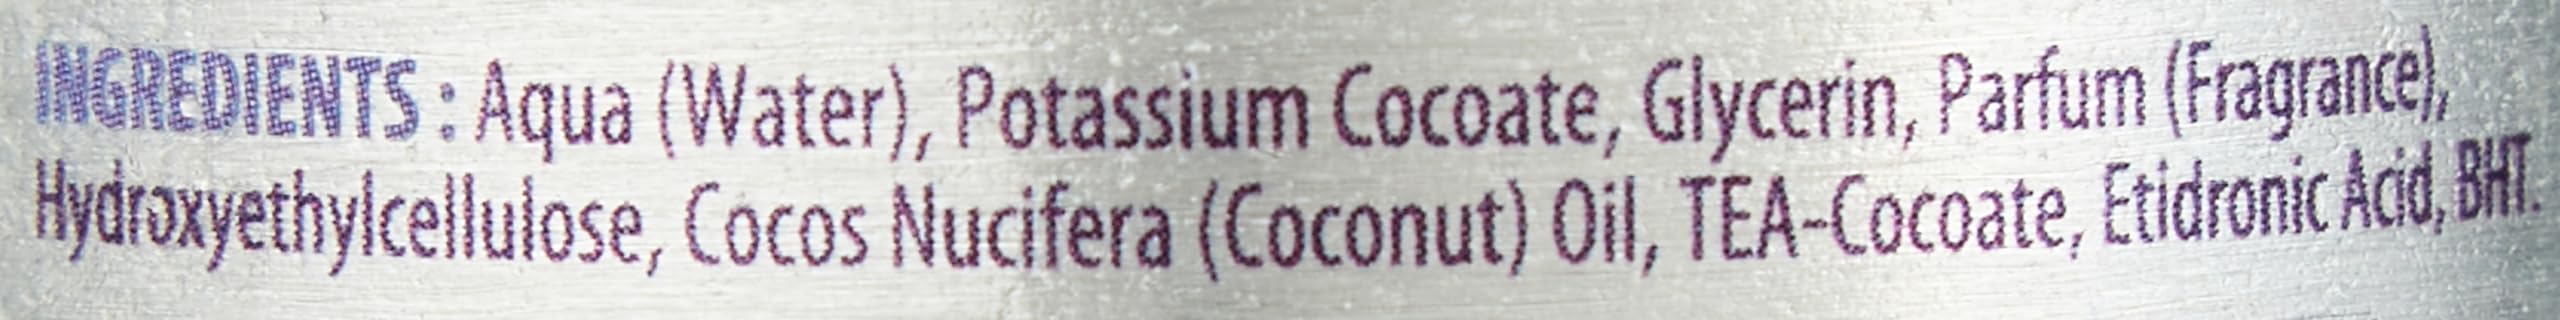 INGREDIENTS : Aqua (Water), Potassium Cocoate, Glycerin, Parfum (Fragrance),
Hydroxyethylcellulose, Cocos Nucifera (Coconut) Oil, TEA-Cocoate, Etidronic Acid, BHT.